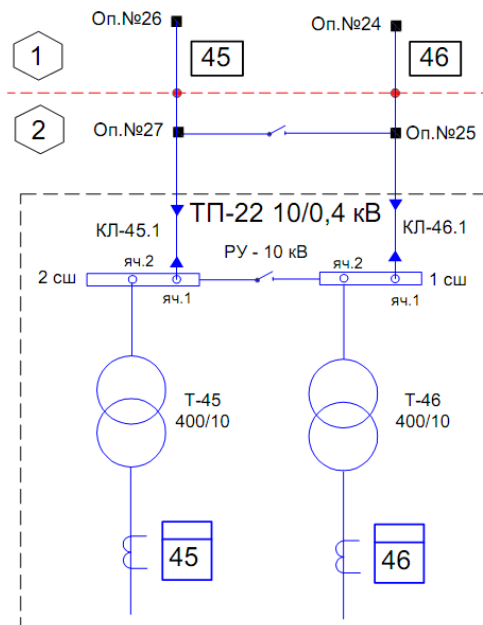 Оп.№26
Оп.№24
1
45
46
2
Оп.№27
Оп.№25
ТП-22 10/0,4 кВ
КЛ-45.1
КЛ-46.1
РУ - 10 кВ
2 сш
яч.2
яч.1
яч.2
яч.1
1 сш
Т-45
400/10
Т-46
400/10
45
46